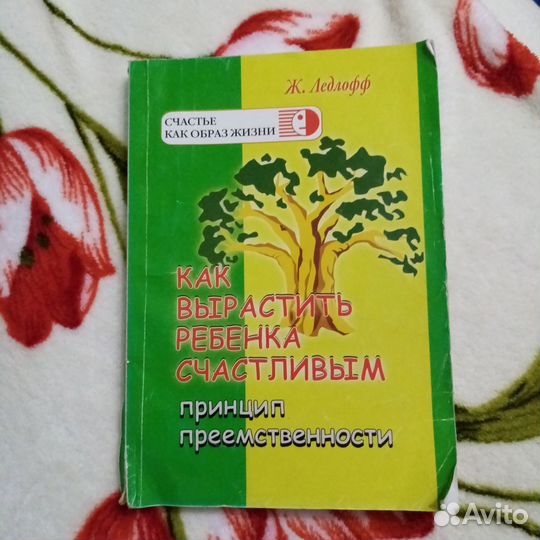 Ж. Ледлофф
СЧАСТЬЕ
КАК ОБРАЗ ЖИЗНИ
КАК
ВЫРАСТИТЬ
РЕБЕНКА
СЧАСТЛИВЫМ
принцип
преемственности
Avito